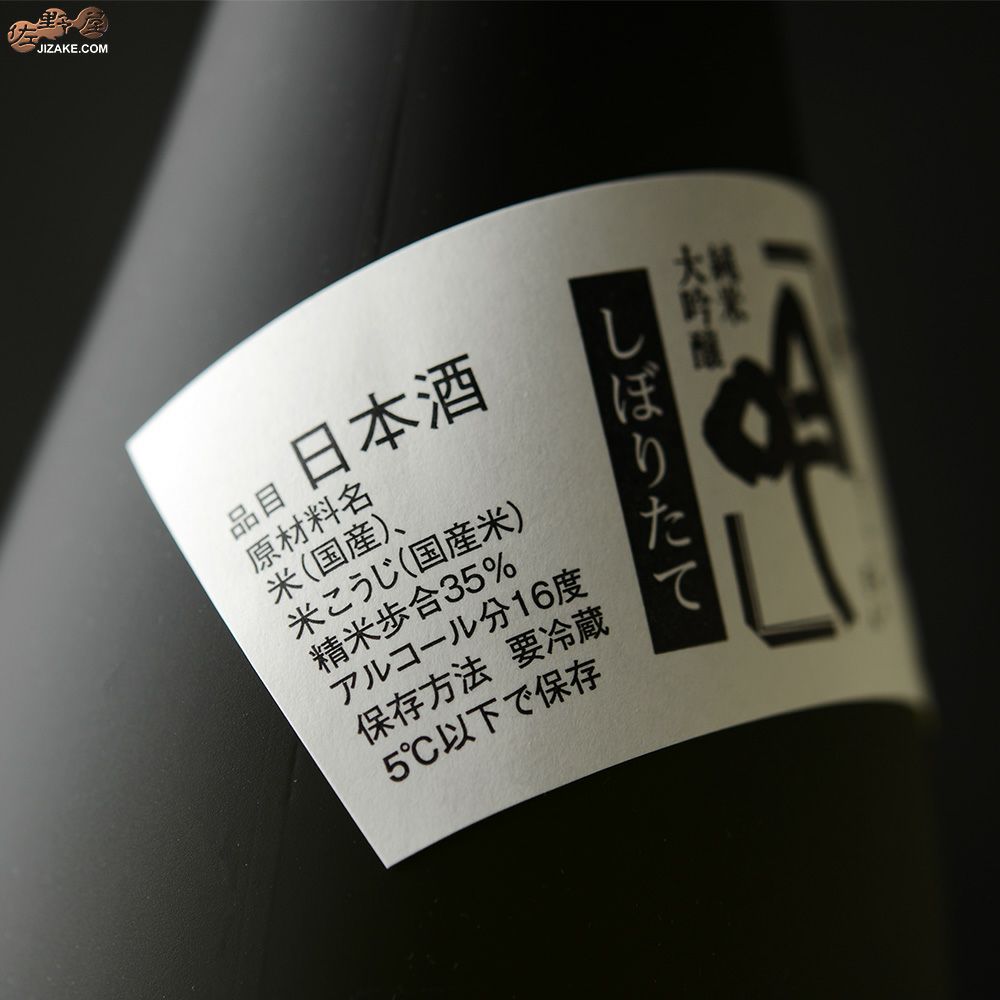 佐野屋
JIZAKE.COM
純米
大吟醸
しぼりたて
品目 日本酒
原材料名
米(国産)、
米こうじ(国産米)
精米歩合35%
アルコール分16度
保存方法 要冷蔵
5℃以下で保存